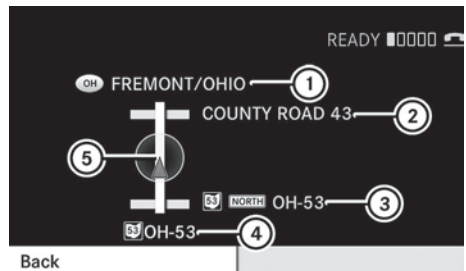 READY
OH FREMONT/OHIO 1
COUNTY ROAD 43 2
5
53 NORTH OH-53 3
53 OH-53 4
Back